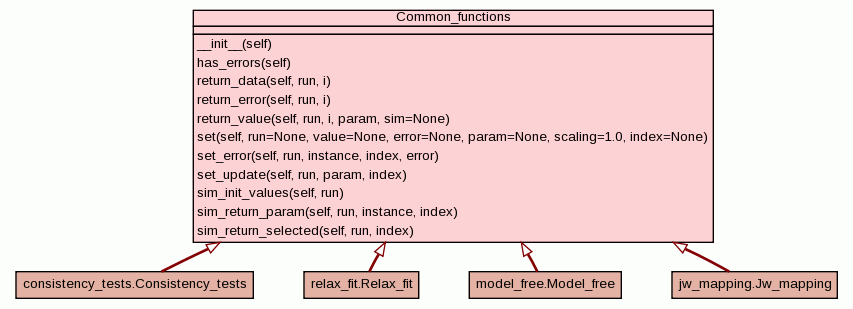 Common_functions
__init__(self)
has_errors(self)
return_data(self, run, i)
return_error(self, run, i)
return_value(self, run, i, param, sim=None)
set(self, run=None, value=None, error=None, param=None, scaling=1.0, index=None)
set_error(self, run, instance, index, error)
set_update(self, run, param, index)
sim_init_values(self, run)
sim_return_param(self, run, instance, index)
sim_return_selected(self, run, index)
consistency_tests.Consistency_tests
relax_fit.Relax_fit
model_free.Model_free
jw_mapping.Jw_mapping